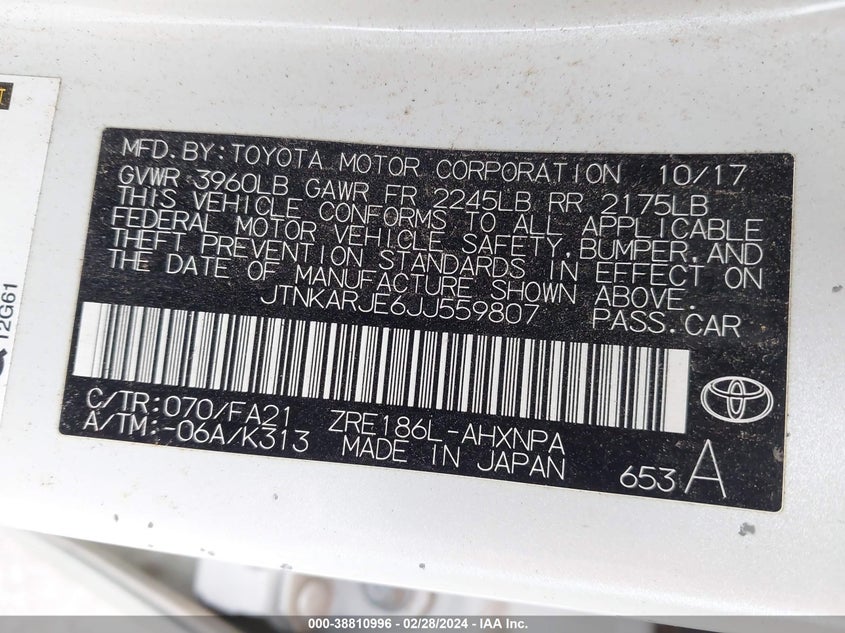 MFD.BY:TOYOTA MOTOR CORPORATION 10/17
GVWR 3960LB GAWR FR 2245LB RR 2175LB
THIS VEHICLE CONFORMS TO ALL APPLICABLE
FEDERAL MOTOR VEHICLE SAFETY,BUMPER,AND
THEFT PREVENTION STANDARDS IN EFFECT ON
THE DATE OF MANUFACTURE SHOWN ABOVE.
JTNKARJE6JJ559807 PASS.CAR
C/TR:070/FA21 ZRE186L-AHXNPA
A/TM:-06A/K313 MADE IN JAPAN
653 A
12G61
000-38810996 - 02/28/2024 - IAA Inc.